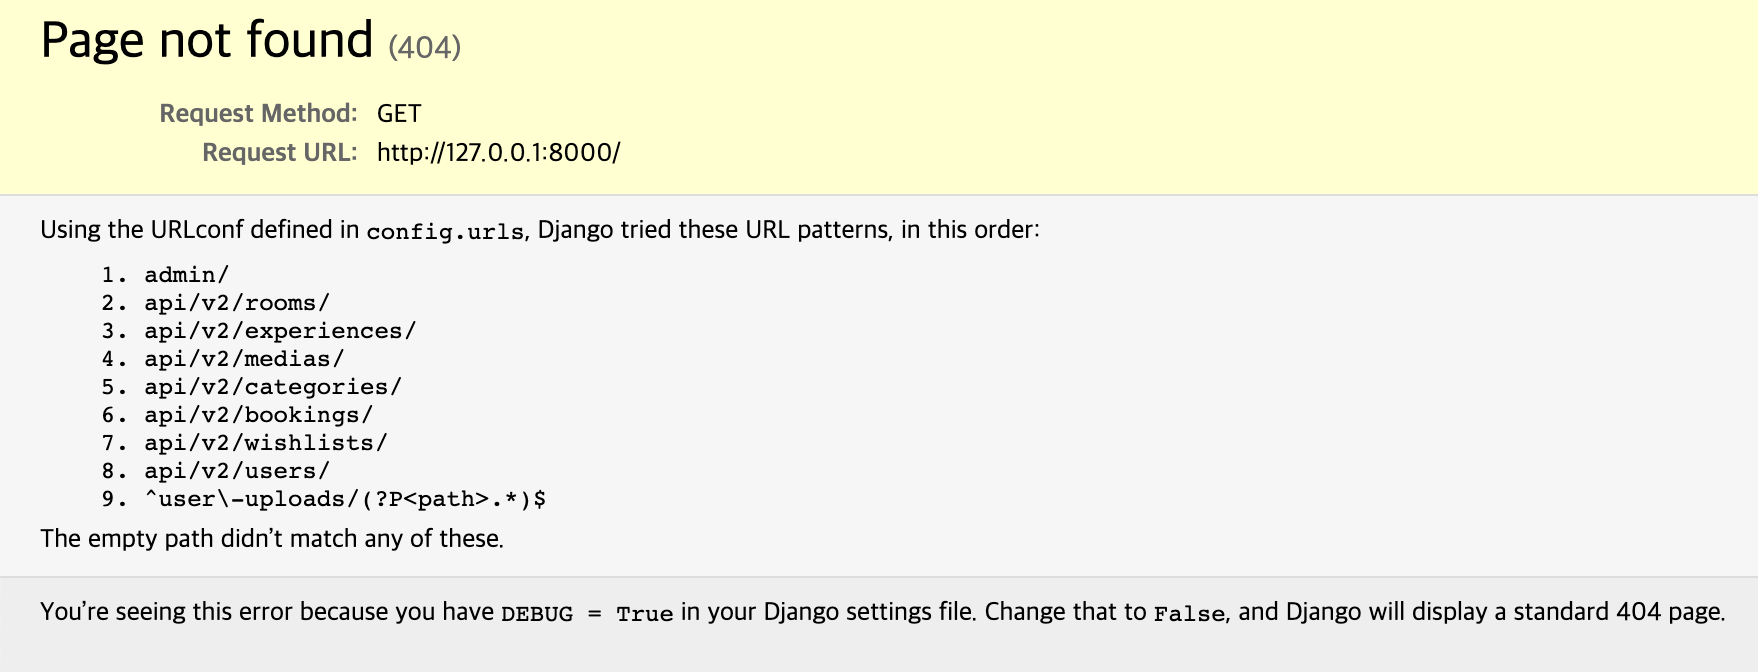 Page not found (404)
Request Method: GET
Request URL: http://127.0.0.1:8000/
Using the URLconf defined in config.urls, Django tried these URL patterns, in this order:
1. admin/
2. api/v2/rooms/
3. api/v2/experiences/
4. api/v2/medias/
5. api/v2/categories/
6. api/v2/bookings/
7. api/v2/wishlists/
8. api/v2/users/
9. ^user\-uploads/(?P<path>.*)$
The empty path didn’t match any of these.
You’re seeing this error because you have DEBUG = True in your Django settings file. Change that to False, and Django will display a standard 404 page.